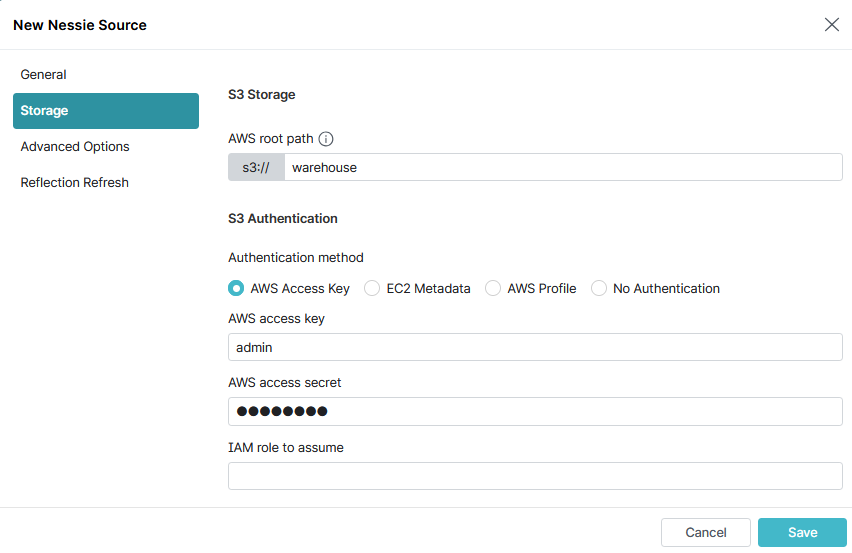 New Nessie Source
General
Storage
Advanced Options
Reflection Refresh
S3 Storage
AWS root path
s3:// warehouse
S3 Authentication
Authentication method
AWS Access Key EC2 Metadata AWS Profile No Authentication
AWS access key
admin
AWS access secret
●●●●●●●●
IAM role to assume
Cancel Save